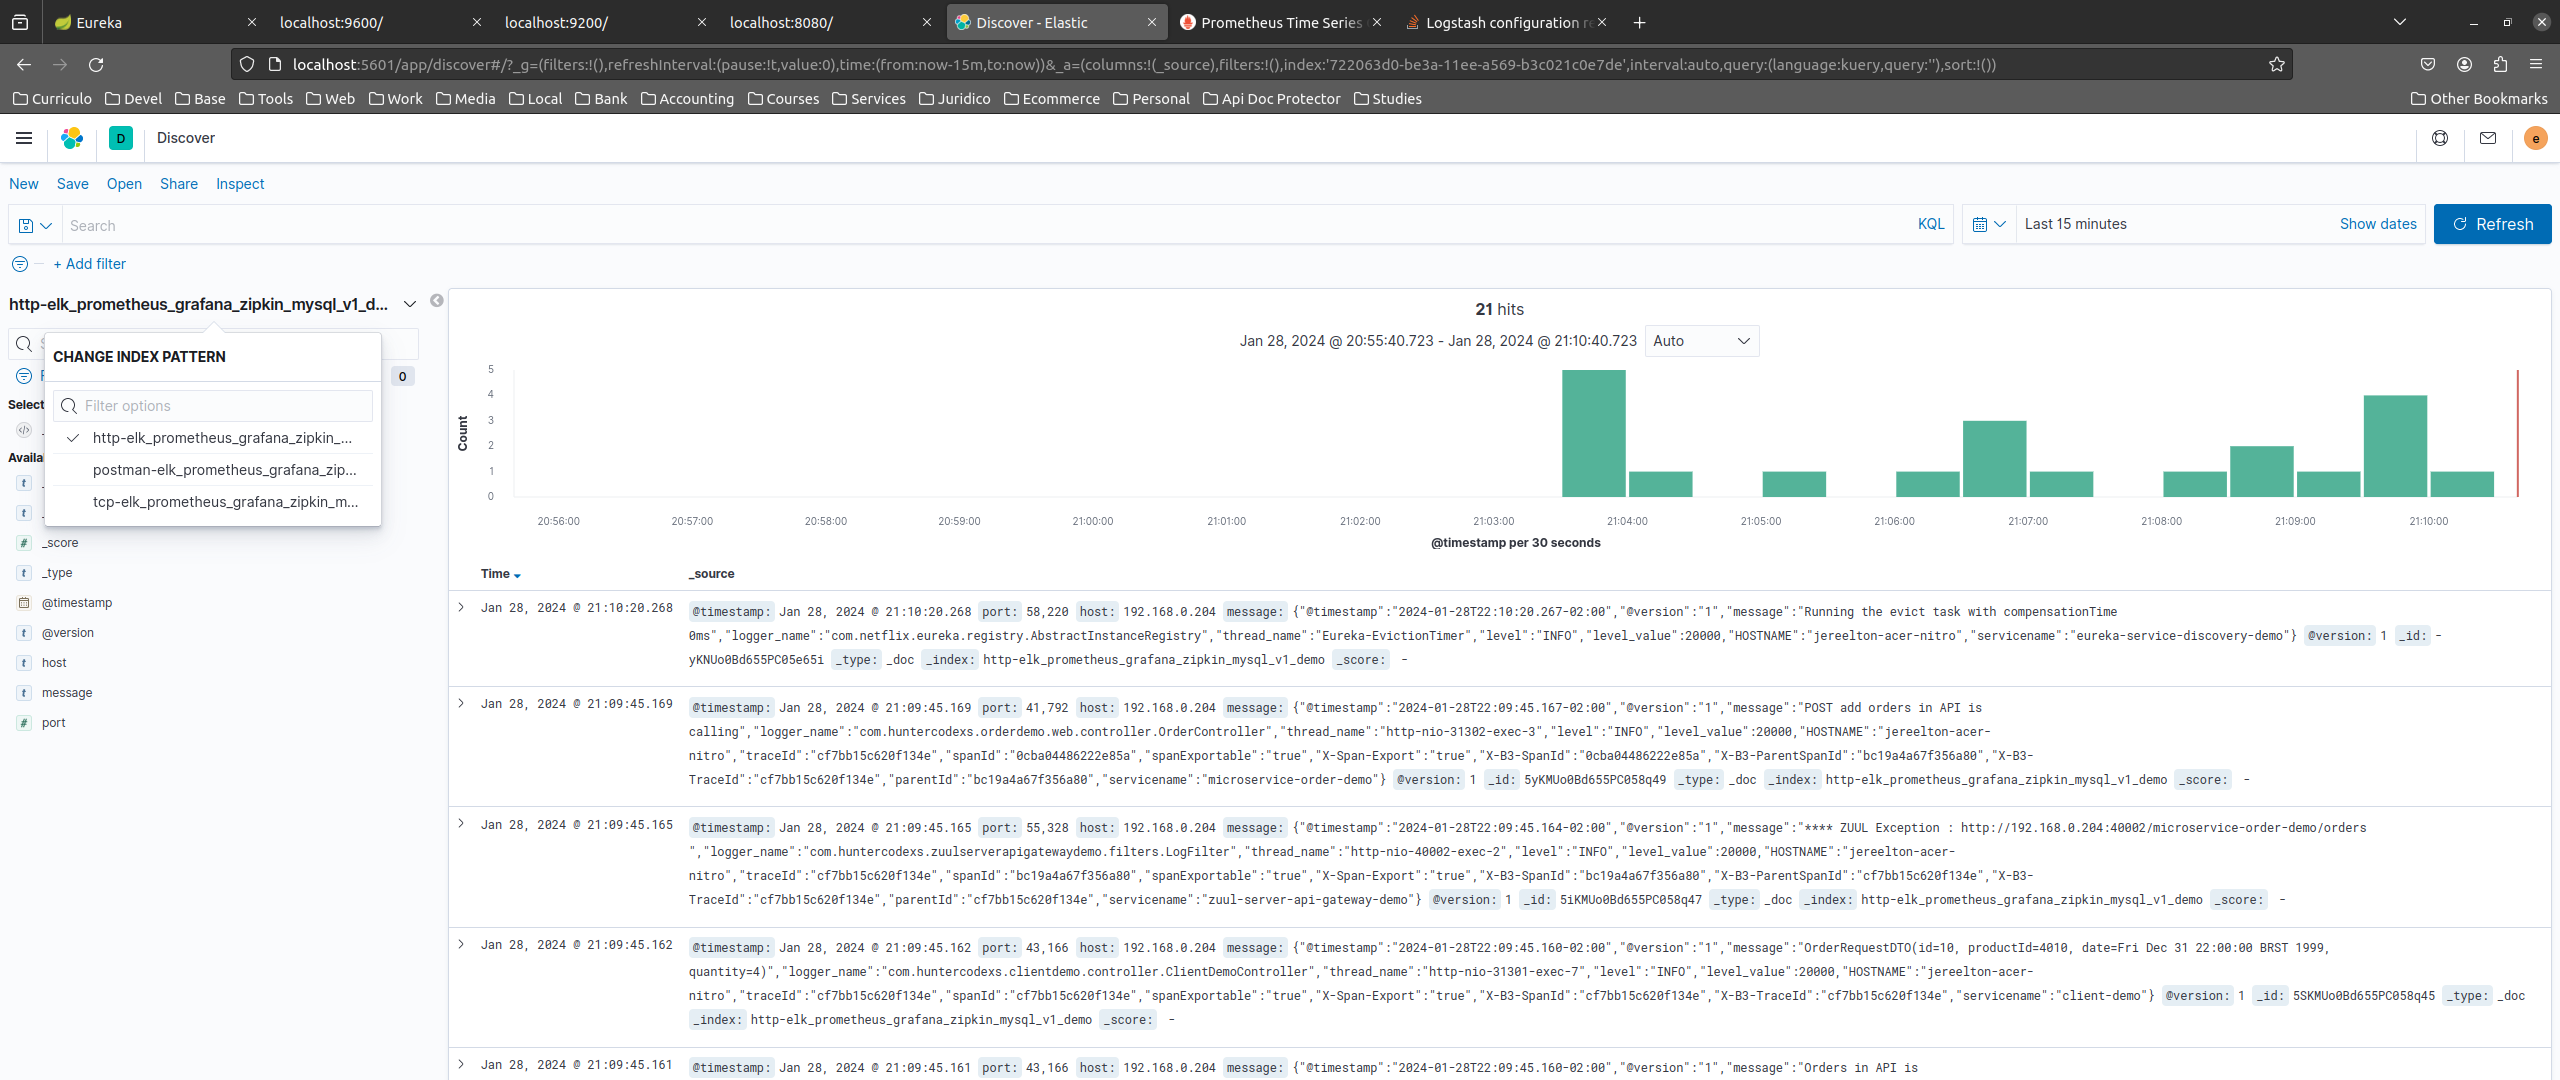 Eureka
localhost:9600/
localhost:9200/
localhost:8080/
Discover - Elastic
Prometheus Time Series
Logstash configuration
localhost:5601/app/discover#/?_g=(filters:!(),refreshInterval:(pause:!t,value:0),time:(from:now-15m,to:now))&_a=(columns:!(_source),filters:!(),index:'722063d0-be3a-11ee-a569-b3c021c0e7de',interval:auto,query:(language:kuery,query:''),sort:!())
Curriculo Devel Base Tools Web Work Media Local Bank Accounting Courses Services Juridico Ecommerce Personal Api Doc Protector Studies Other Bookmarks
D Discover e
New Save Open Share Inspect
Search KQL Last 15 minutes Show dates Refresh
+ Add filter
http-elk_prometheus_grafana_zipkin_mysql_v1_d...
CHANGE INDEX PATTERN
0
Filter options
Select
http-elk_prometheus_grafana_zipkin_...
Availa
postman-elk_prometheus_grafana_zip...
tcp-elk_prometheus_grafana_zipkin_m...
# _score
t _type
@timestamp
t @version
t host
t message
# port
21 hits
Jan 28, 2024 @ 20:55:40.723 - Jan 28, 2024 @ 21:10:40.723 Auto
Count
5
4
3
2
1
0
20:56:00 20:57:00 20:58:00 20:59:00 21:00:00 21:01:00 21:02:00 21:03:00 21:04:00 21:05:00 21:06:00 21:07:00 21:08:00 21:09:00 21:10:00
@timestamp per 30 seconds
Time _source
Jan 28, 2024 @ 21:10:20.268 @timestamp: Jan 28, 2024 @ 21:10:20.268 port: 58,220 host: 192.168.0.204 message: {"@timestamp":"2024-01-28T22:10:20.267-02:00","@version":"1","message":"Running the evict task with compensationTime
0ms","logger_name":"com.netflix.eureka.registry.AbstractInstanceRegistry","thread_name":"Eureka-EvictionTimer","level":"INFO","level_value":20000,"HOSTNAME":"jereelton-acer-nitro","servicename":"eureka-service-discovery-demo"} @version: 1 _id: -
yKNUo0Bd655PC05e65i _type: _doc _index: http-elk_prometheus_grafana_zipkin_mysql_v1_demo _score: -
Jan 28, 2024 @ 21:09:45.169 @timestamp: Jan 28, 2024 @ 21:09:45.169 port: 41,792 host: 192.168.0.204 message: {"@timestamp":"2024-01-28T22:09:45.167-02:00","@version":"1","message":"POST add orders in API is
calling","logger_name":"com.huntercodexs.orderdemo.web.controller.OrderController","thread_name":"http-nio-31302-exec-3","level":"INFO","level_value":20000,"HOSTNAME":"jereelton-acer-
nitro","traceId":"cf7bb15c620f134e","spanId":"0cba04486222e85a","spanExportable":"true","X-Span-Export":"true","X-B3-SpanId":"0cba04486222e85a","X-B3-ParentSpanId":"bc19a4a67f356a80","X-B3-
TraceId":"cf7bb15c620f134e","parentId":"bc19a4a67f356a80","servicename":"microservice-order-demo"} @version: 1 _id: 5yKMUo0Bd655PC058q49 _type: _doc _index: http-elk_prometheus_grafana_zipkin_mysql_v1_demo _score: -
Jan 28, 2024 @ 21:09:45.165 @timestamp: Jan 28, 2024 @ 21:09:45.165 port: 55,328 host: 192.168.0.204 message: {"@timestamp":"2024-01-28T22:09:45.164-02:00","@version":"1","message":"**** ZUUL Exception : http://192.168.0.204:40002/microservice-order-demo/orders
","logger_name":"com.huntercodexs.zuulserverapigatewaydemo.filters.LogFilter","thread_name":"http-nio-40002-exec-2","level":"INFO","level_value":20000,"HOSTNAME":"jereelton-acer-
nitro","traceId":"cf7bb15c620f134e","spanId":"bc19a4a67f356a80","spanExportable":"true","X-Span-Export":"true","X-B3-SpanId":"bc19a4a67f356a80","X-B3-ParentSpanId":"cf7bb15c620f134e","X-B3-
TraceId":"cf7bb15c620f134e","parentId":"cf7bb15c620f134e","servicename":"zuul-server-api-gateway-demo"} @version: 1 _id: 5iKMUo0Bd655PC058q47 _type: _doc _index: http-elk_prometheus_grafana_zipkin_mysql_v1_demo _score: -
Jan 28, 2024 @ 21:09:45.162 @timestamp: Jan 28, 2024 @ 21:09:45.162 port: 43,166 host: 192.168.0.204 message: {"@timestamp":"2024-01-28T22:09:45.160-02:00","@version":"1","message":"OrderRequestDTO(id=10, productId=4010, date=Fri Dec 31 22:00:00 BRST 1999,
quantity=4)","logger_name":"com.huntercodexs.clientdemo.controller.ClientDemoController","thread_name":"http-nio-31301-exec-7","level":"INFO","level_value":20000,"HOSTNAME":"jereelton-acer-
nitro","traceId":"cf7bb15c620f134e","spanId":"cf7bb15c620f134e","spanExportable":"true","X-Span-Export":"true","X-B3-SpanId":"cf7bb15c620f134e","X-B3-TraceId":"cf7bb15c620f134e","servicename":"client-demo"} @version: 1 _id: 5SKMUo0Bd655PC058q45 _type: _doc
_index: http-elk_prometheus_grafana_zipkin_mysql_v1_demo _score: -
Jan 28, 2024 @ 21:09:45.161 @timestamp: Jan 28, 2024 @ 21:09:45.161 port: 43,166 host: 192.168.0.204 message: {"@timestamp":"2024-01-28T22:09:45.160-02:00","@version":"1","message":"Orders in API is